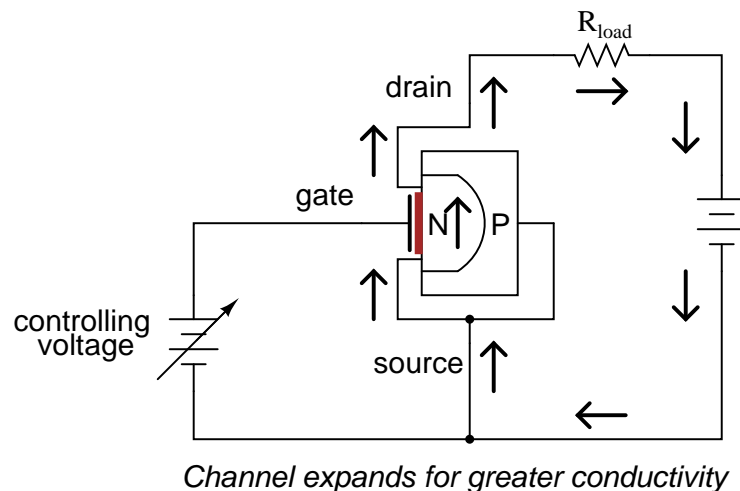 R_load
drain
gate
N
P
controlling
voltage
source
Channel expands for greater conductivity